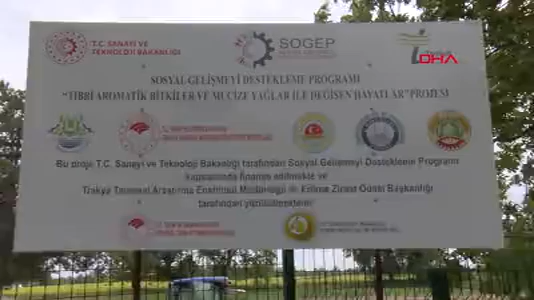 T.C. SANAYİ VE
TEKNOLOJİ BAKANLIĞI
SOGEP
DHA
SOSYAL GELİŞMEYİ DESTEKLEME PROGRAMI
"TIBBİ AROMATİK BİTKİLER VE MUCİZE YAĞLAR İLE DEĞİŞEN HAYATLAR" PROJESİ
Bu proje T.C. Sanayi ve Teknoloji Bakanlığı tarafından Sosyal Gelişmeyi Destekleme Programı
kapsamında finanse edilmekte ve
Trakya Tarımsal Araştırma Enstitüsü Müdürlüğü ile Edirne Ziraat Odası Başkanlığı
tarafından yürütülmektedir.